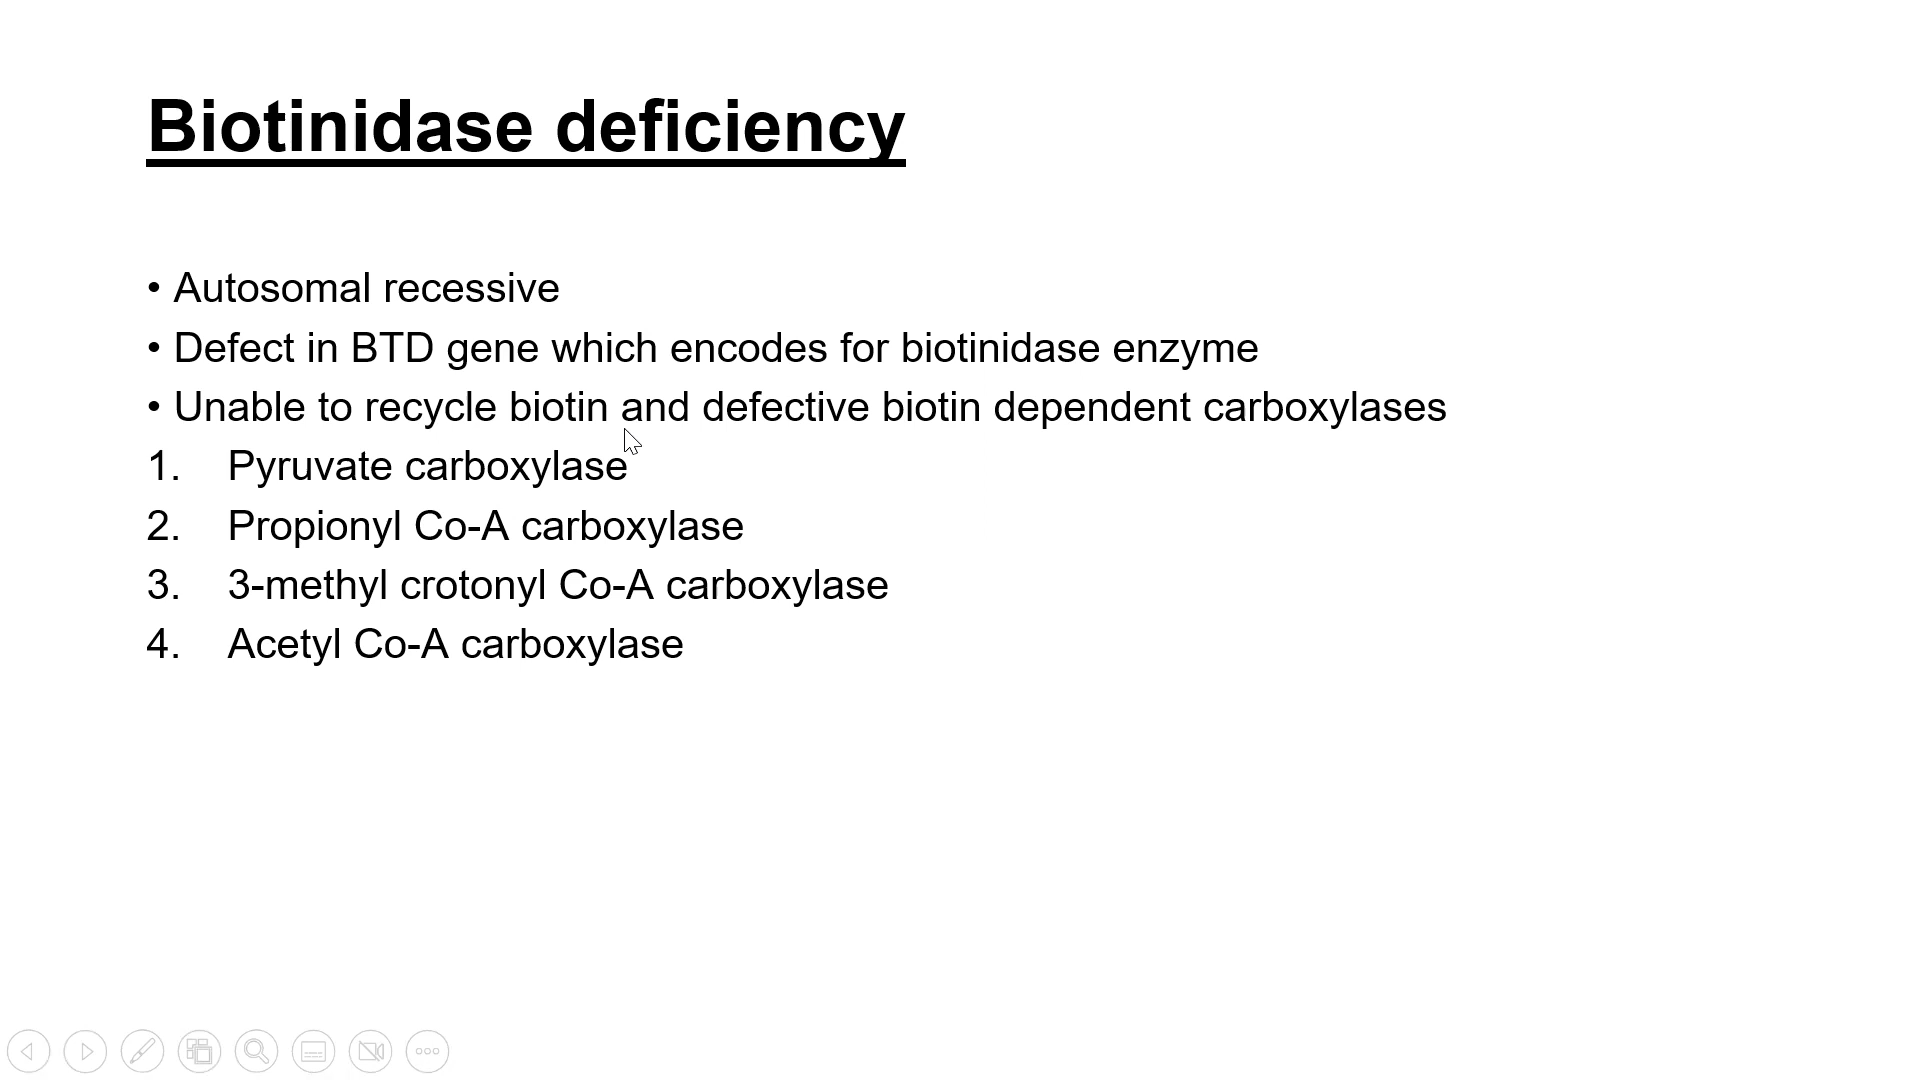 Biotinidase deficiency
• Autosomal recessive
• Defect in BTD gene which encodes for biotinidase enzyme
• Unable to recycle biotin and defective biotin dependent carboxylases
1. Pyruvate carboxylase
2. Propionyl Co-A carboxylase
3. 3-methyl crotonyl Co-A carboxylase
4. Acetyl Co-A carboxylase